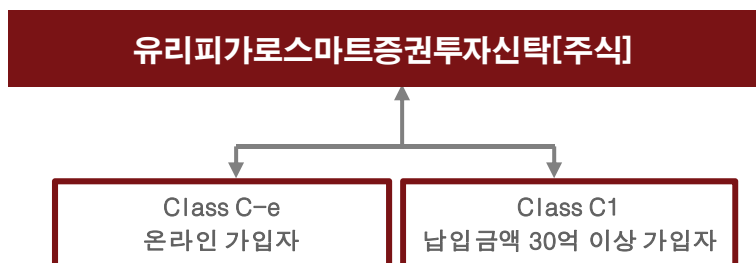 유리피가로스마트증권투자신탁[주식]
Class C-e
온라인 가입자
Class C1
납입금액 30억 이상 가입자